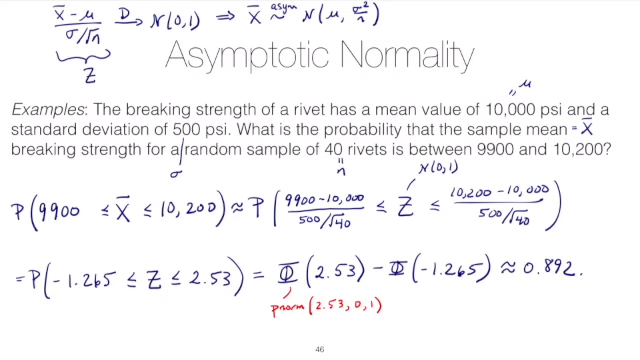 X̄ − μ / σ/√n —D→ N(0,1) ⇒ X̄ asym ~ N(μ, σ²/n)
Z
Asymptotic Normality
= μ
Examples: The breaking strength of a rivet has a mean value of 10,000 psi and a
standard deviation of 500 psi. What is the probability that the sample mean = X̄
breaking strength for a random sample of 40 rivets is between 9900 and 10,200?
σ
= n
N(0,1)
P(9900 ≤ X̄ ≤ 10,200) ≈ P(9900 − 10,000 / 500/√40 ≤ Z ≤ 10,200 − 10,000 / 500/√40)
= P(−1.265 ≤ Z ≤ 2.53) = Φ(2.53) − Φ(−1.265) ≈ 0.892.
pnorm(2.53, 0, 1)
46